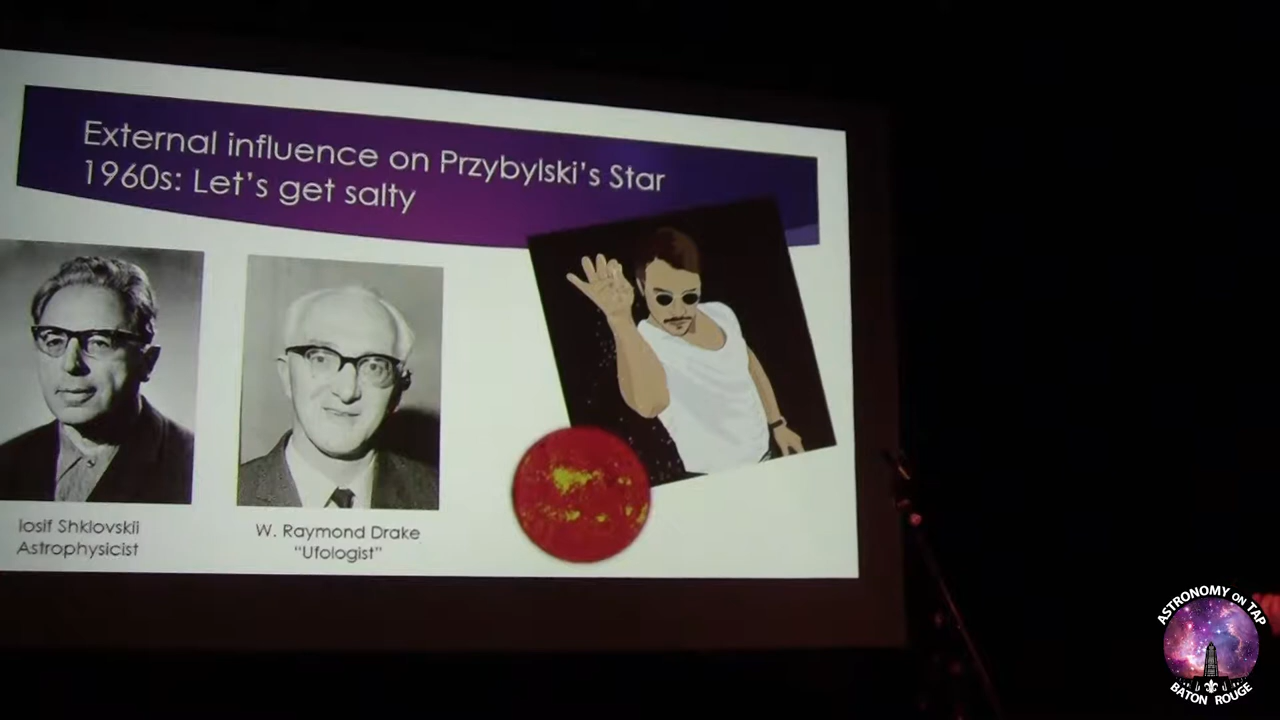 External influence on Przybylski's Star
1960s: Let's get salty
Iosif Shklovskii
Astrophysicist
W. Raymond Drake
"Ufologist"
ASTRONOMY ON TAP
BATON ROUGE